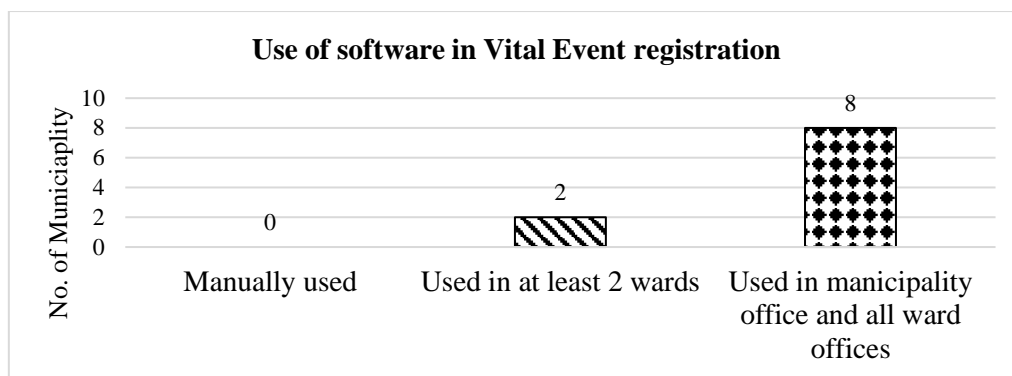 Use of software in Vital Event registration
No. of Municiaplity
10
8
6
4
2
0
0
2
8
Manually used
Used in at least 2 wards
Used in manicipality
office and all ward
offices